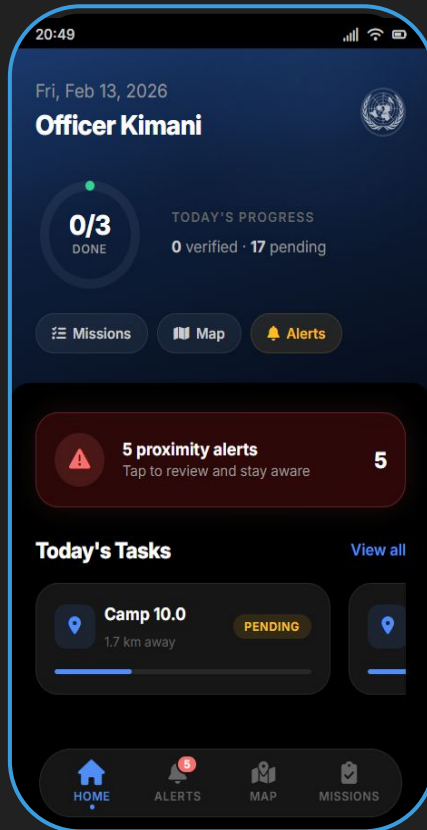 20:49
Fri, Feb 13, 2026
Officer Kimani
0/3
DONE
TODAY'S PROGRESS
0 verified · 17 pending
Missions
Map
Alerts
5 proximity alerts
Tap to review and stay aware
5
Today's Tasks
View all
Camp 10.0
1.7 km away
PENDING
5
HOME
ALERTS
MAP
MISSIONS